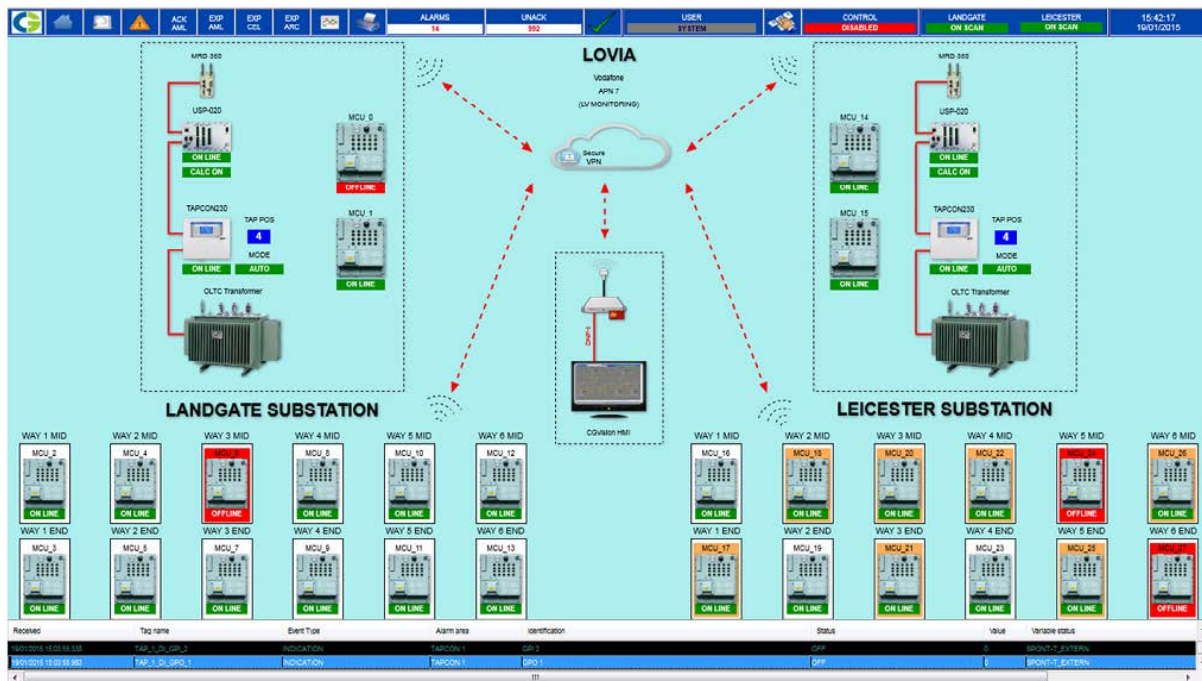 ACK AML
EXP AML
EXP CEL
EXP ARC
ALARMS
14
UNACK
992
USER
SYSTEM
CONTROL
DISABLED
LANDGATE
ON SCAN
LEICESTER
ON SCAN
15:42:17
19/01/2015
LOVIA
Vodafone
APN 7
(LV MONITORING)
Secure
VPN
MRD-360
USP-020
ON LINE
CALC ON
TAPCON230
TAP POS
4
MODE
ON LINE
AUTO
OLTC Transformer
MCU_0
OFFLINE
MCU_1
ON LINE
LANDGATE SUBSTATION
DNP-3
CGVision HMI
MCU_14
ON LINE
MCU_15
ON LINE
MRD-360
USP-020
ON LINE
CALC ON
TAPCON230
TAP POS
4
MODE
ON LINE
AUTO
OLTC Transformer
LEICESTER SUBSTATION
WAY 1 MID WAY 2 MID WAY 3 MID WAY 4 MID WAY 5 MID WAY 6 MID WAY 1 MID WAY 2 MID WAY 3 MID WAY 4 MID WAY 5 MID WAY 6 MID
MCU_2 MCU_4 MCU_6 MCU_8 MCU_10 MCU_12 MCU_16 MCU_18 MCU_20 MCU_22 MCU_24 MCU_26
ON LINE ON LINE OFFLINE ON LINE ON LINE ON LINE ON LINE ON LINE ON LINE ON LINE OFFLINE ON LINE
WAY 1 END WAY 2 END WAY 3 END WAY 4 END WAY 5 END WAY 6 END WAY 1 END WAY 2 END WAY 3 END WAY 4 END WAY 5 END WAY 6 END
MCU_3 MCU_5 MCU_7 MCU_9 MCU_11 MCU_13 MCU_17 MCU_19 MCU_21 MCU_23 MCU_25 MCU_27
ON LINE ON LINE ON LINE ON LINE ON LINE ON LINE ON LINE ON LINE ON LINE ON LINE ON LINE OFFLINE
Received Tag name Event Type Alarm area Identification Status Value Variable status
TAP_1_DI_GPI_2 INDICATION TAPCON 1 GPI 2 OFF 0 SPONT-T_EXTERN
TAP_1_DI_GPO_1 INDICATION TAPCON 1 GPO 1 OFF 0 SPONT-T_EXTERN